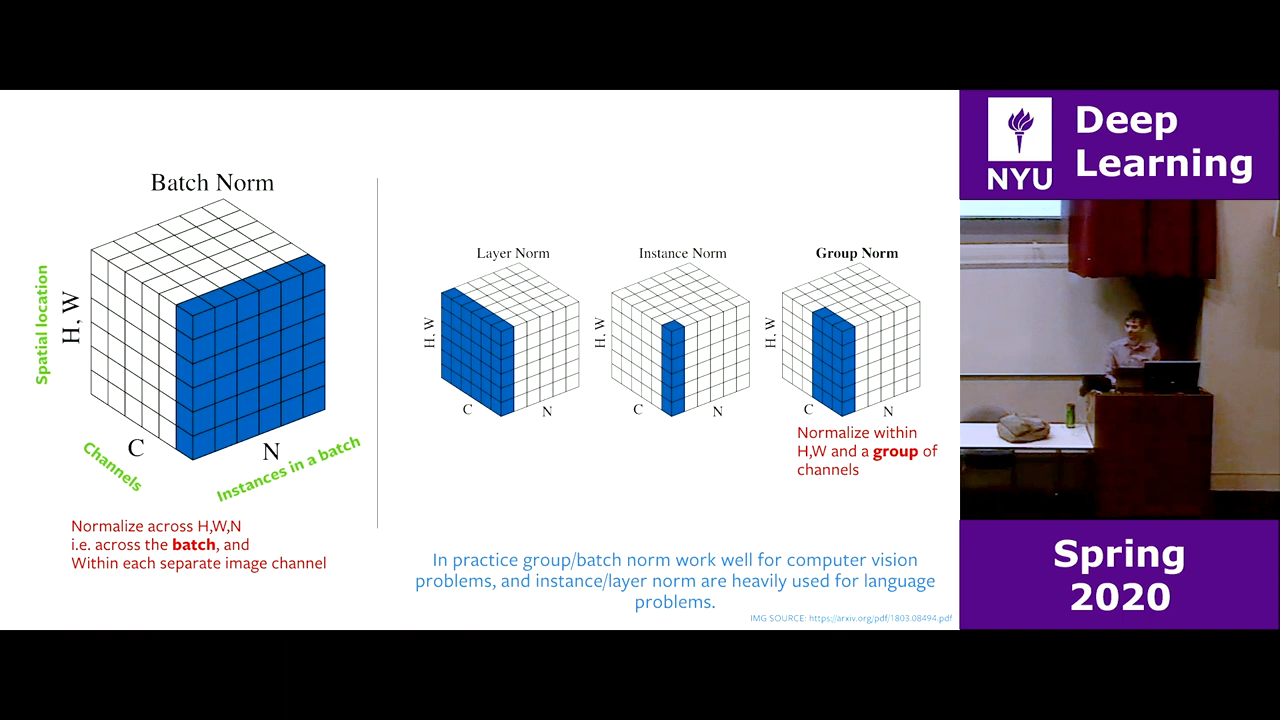 Batch Norm
Spatial location
H, W
C
Channels
N
Instances in a batch
Normalize across H,W,N
i.e. across the batch, and
Within each separate image channel
Layer Norm
H, W
C
N
Instance Norm
H, W
C
N
Group Norm
H, W
C
N
Normalize within
H,W and a group of
channels
In practice group/batch norm work well for computer vision
problems, and instance/layer norm are heavily used for language
problems.
IMG SOURCE: https://arxiv.org/pdf/1803.08494.pdf
NYU
Deep
Learning
Spring
2020